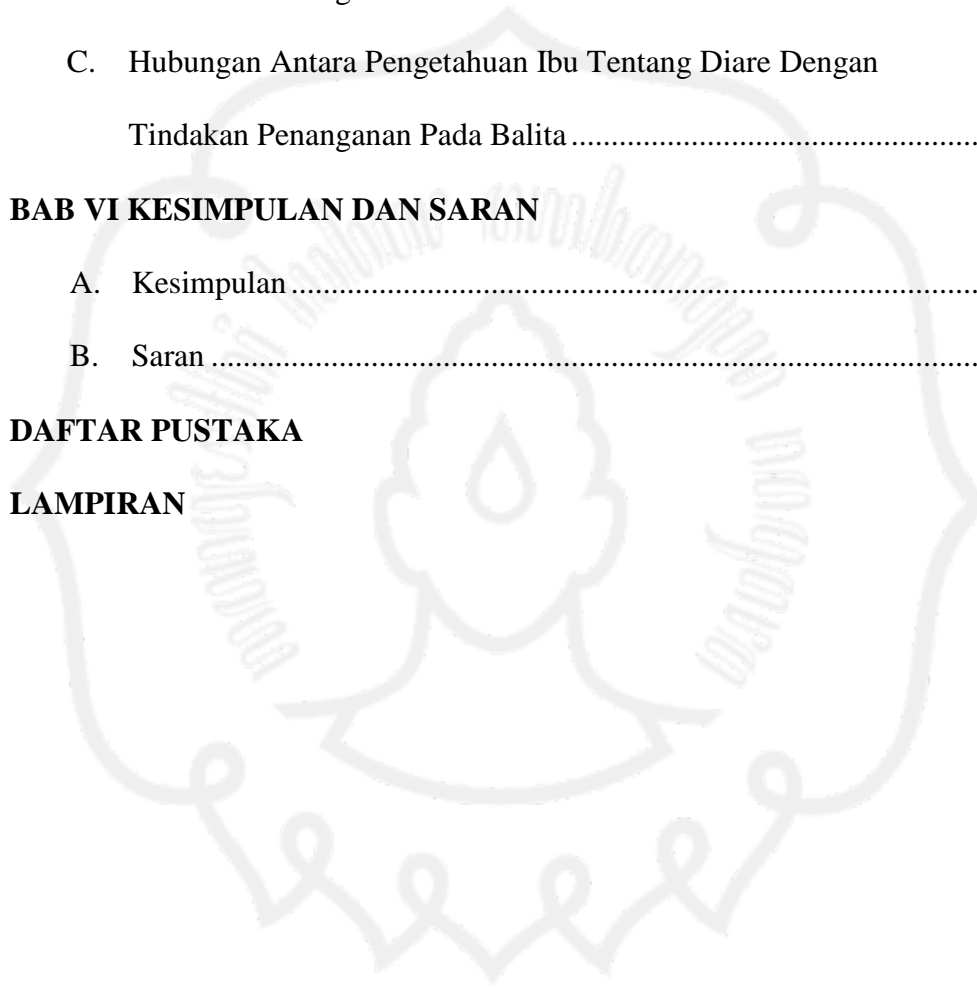 C. Hubungan Antara Pengetahuan Ibu Tentang Diare Dengan
Tindakan Penanganan Pada Balita ....................................................
BAB VI KESIMPULAN DAN SARAN
A. Kesimpulan ........................................................................................
B. Saran ..................................................................................................
DAFTAR PUSTAKA
LAMPIRAN